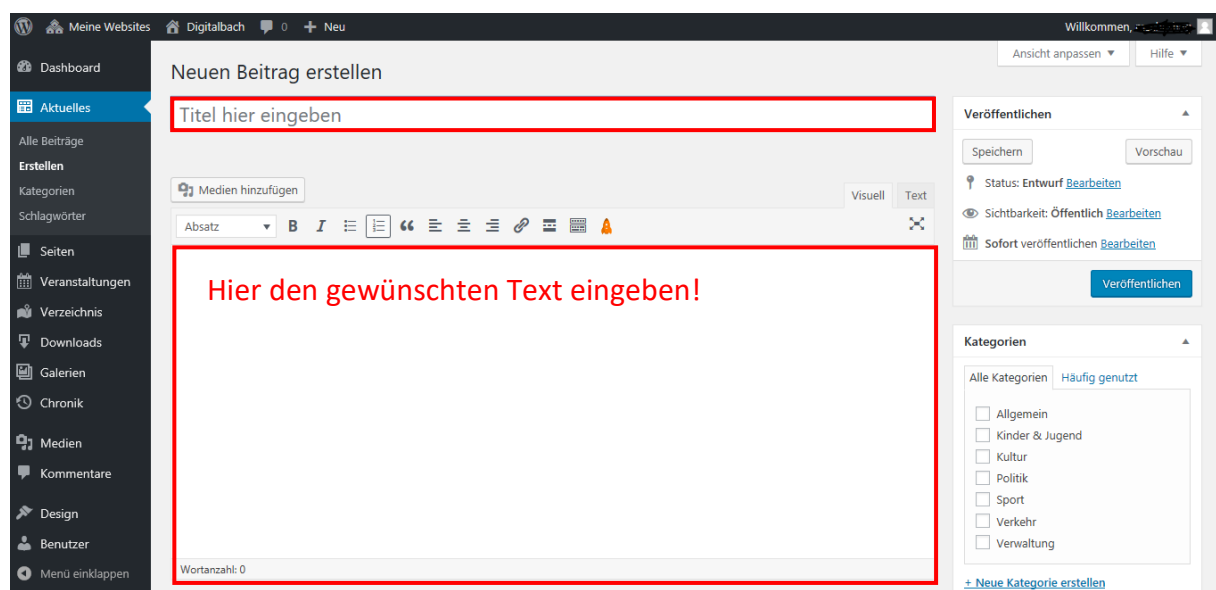 Meine Websites Digitalbach 0 + Neu Willkommen,
Ansicht anpassen ▼ Hilfe ▼
Dashboard
Aktuelles
Alle Beiträge
Erstellen
Kategorien
Schlagwörter
Seiten
Veranstaltungen
Verzeichnis
Downloads
Galerien
Chronik
Medien
Kommentare
Design
Benutzer
Menü einklappen
Neuen Beitrag erstellen
Titel hier eingeben
Medien hinzufügen
Visuell Text
Absatz ▼ B I
Hier den gewünschten Text eingeben!
Wortanzahl: 0
Veröffentlichen
Speichern Vorschau
Status: Entwurf Bearbeiten
Sichtbarkeit: Öffentlich Bearbeiten
Sofort veröffentlichen Bearbeiten
Veröffentlichen
Kategorien
Alle Kategorien Häufig genutzt
Allgemein
Kinder & Jugend
Kultur
Politik
Sport
Verkehr
Verwaltung
+ Neue Kategorie erstellen